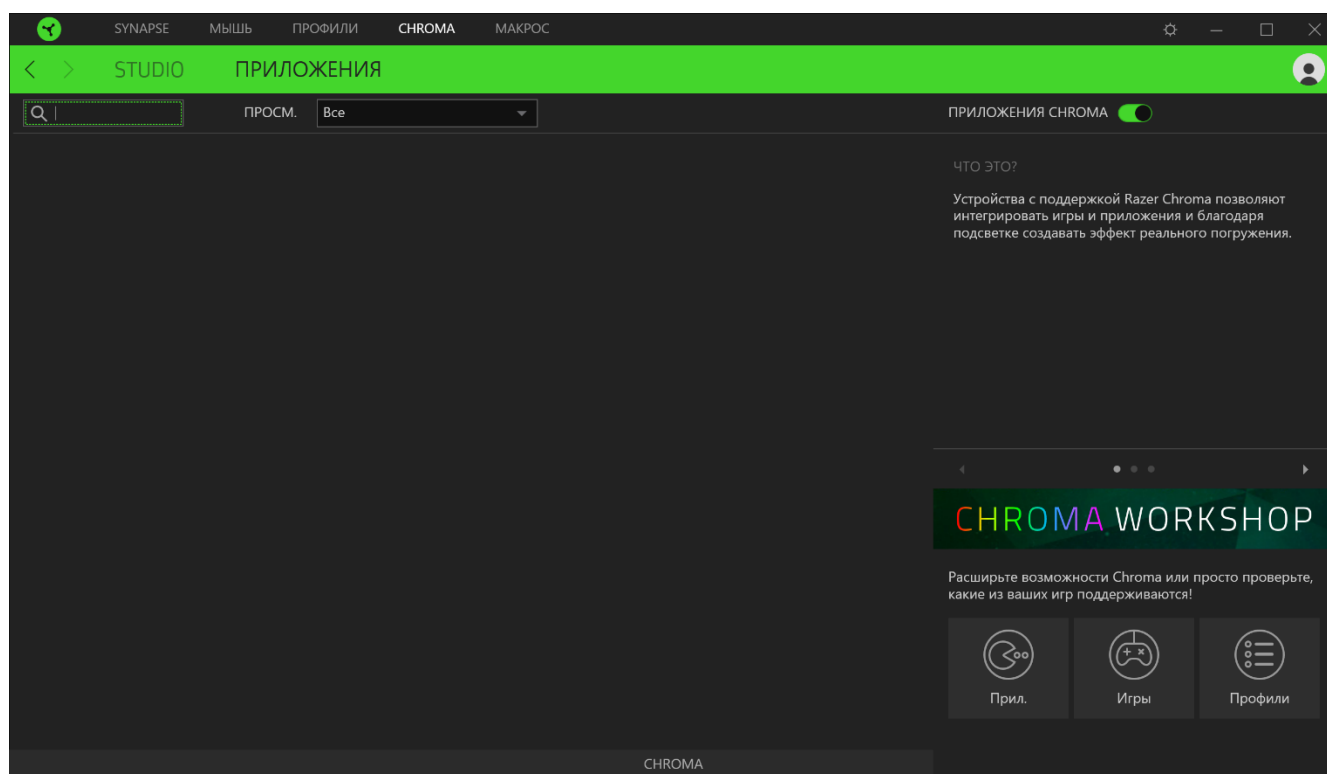 SYNAPSE МЫШЬ ПРОФИЛИ CHROMA МАКРОС
STUDIO ПРИЛОЖЕНИЯ
ПРОСМ. Все
ПРИЛОЖЕНИЯ CHROMA
ЧТО ЭТО?
Устройства с поддержкой Razer Chroma позволяют
интегрировать игры и приложения и благодаря
подсветке создавать эффект реального погружения.
CHROMA WORKSHOP
Расширьте возможности Chroma или просто проверьте,
какие из ваших игр поддерживаются!
Прил. Игры Профили
CHROMA